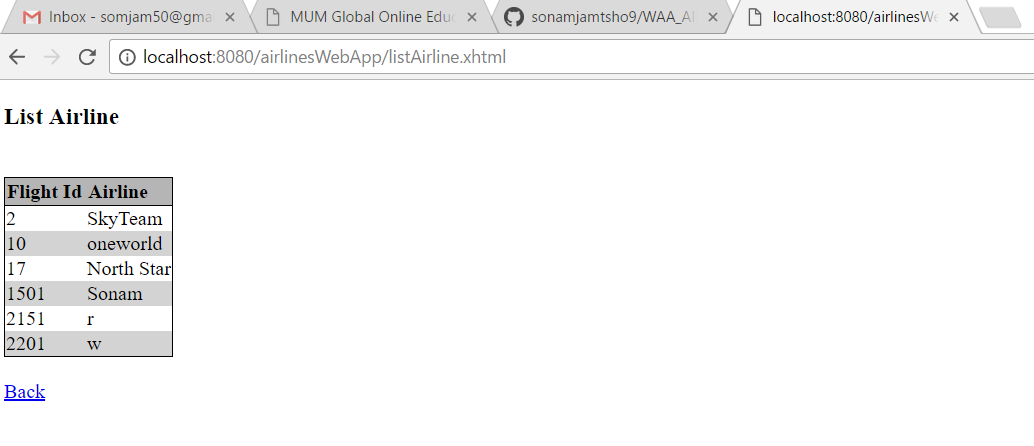 Inbox - somjam50@gma
MUM Global Online Edu
sonamjamtsho9/WAA_A
localhost:8080/airlinesWe
localhost:8080/airlinesWebApp/listAirline.xhtml
List Airline
Flight Id Airline
2 SkyTeam
10 oneworld
17 North Star
1501 Sonam
2151 r
2201 w
Back